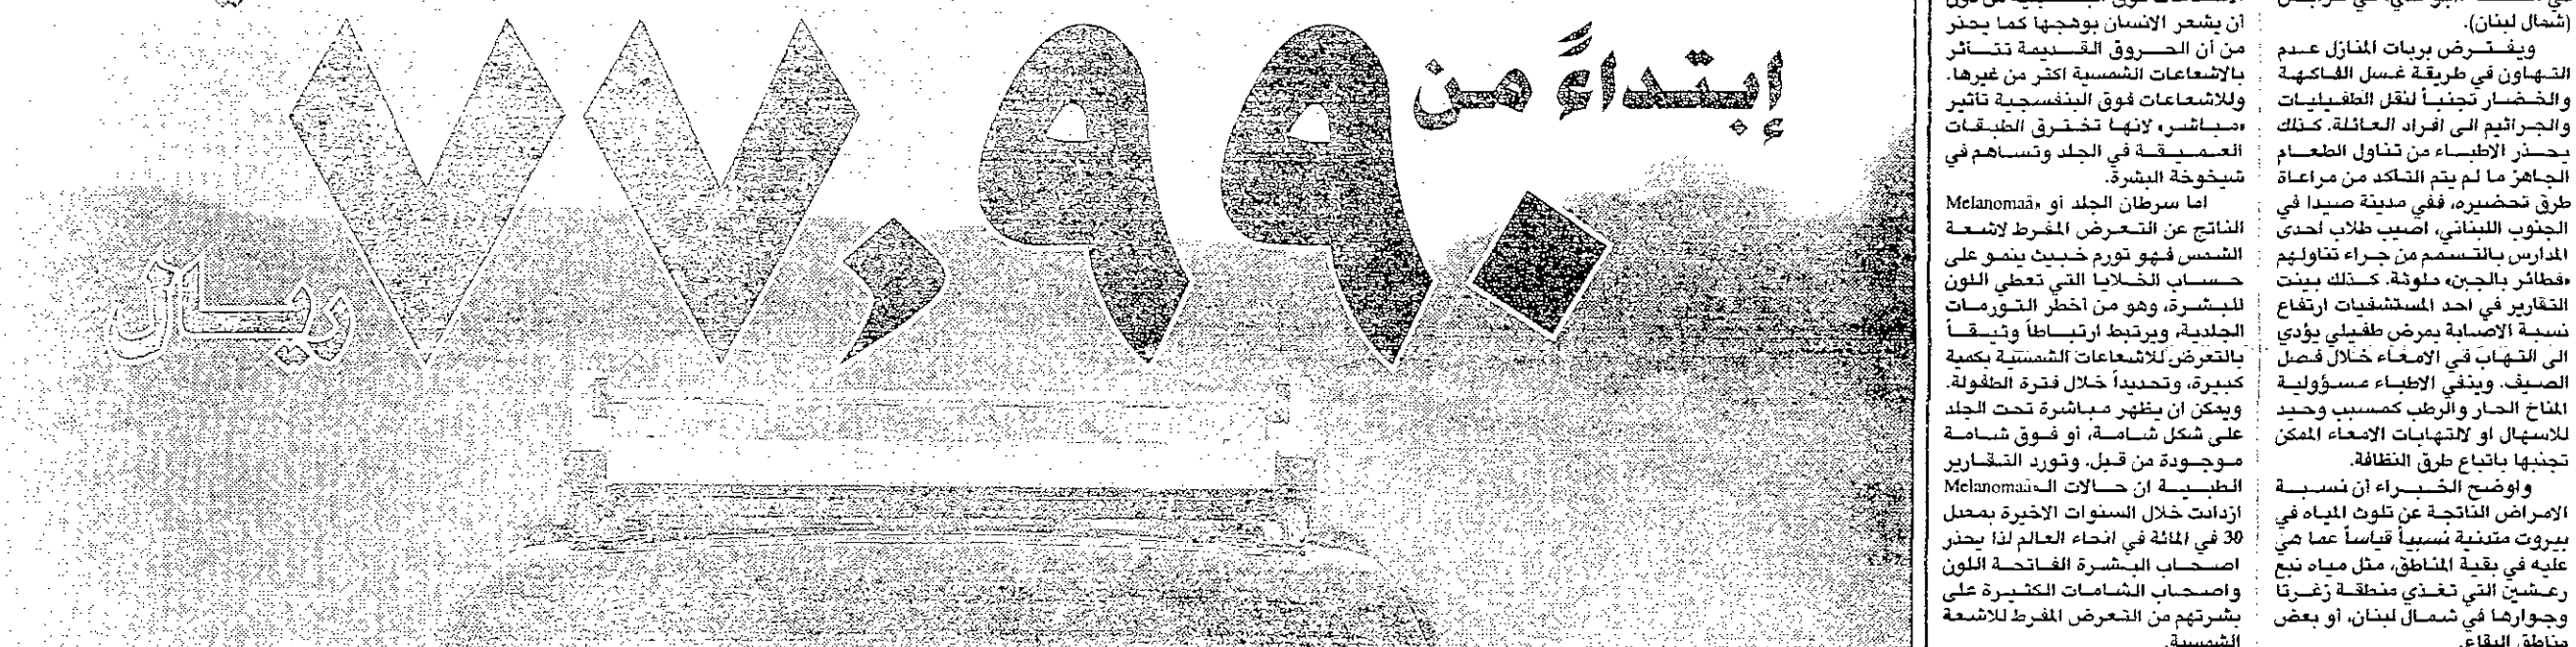 (شمال لبنان).
ويفترض بربات المنازل عدم
التهاون في طريقة غسل الفاكهة
والخضار تجنباً لنقل الطفيليات
والجراثيم الى افراد العائلة. كذلك
يحذر الاطباء من تناول الطعام
الجاهز ما لم يتم التاكد من مراعاة
طرق تحضيره، ففي مدينة صيدا في
الجنوب اللبناني، اصيب طلاب احدى
المدارس بالتسمم من جراء تناولهم
«فطائر بالجبن» ملوثة. كذلك بينت
التقارير في احد المستشفيات ارتفاع
نسبة الاصابة بمرض طفيلي يؤدي
الى التهاب في الامعاء خلال فصل
الصيف. وينفي الاطباء مسؤولية
المناخ الحار والرطب كمسبب وحيد
للاسهال او لالتهابات الامعاء الممكن
تجنبها باتباع طرق النظافة.
واوضح الخبراء ان نسبة
الامراض الناتجة عن تلوث المياه في
بيروت متدنية نسبياً قياساً عما هي
عليه في بقية المناطق، مثل مياه نبع
رعشين التي تغذي منطقة زغرتا
وجوارها في شمال لبنان، أو بعض
مناطق البقاع.
أن يشعر الانسان بوهجها كما يحذر
من أن الحروق القديمة تتأثر
بالاشعاعات الشمسية اكثر من غيرها.
وللاشعاعات فوق البنفسجية تأثير
«مباشر» لانها تخترق الطبقات
العميقة في الجلد وتساهم في
شيخوخة البشرة.
اما سرطان الجلد أو «Melanomaâ
الناتج عن التعرض المفرط لاشعة
الشمس فهو تورم خبيث ينمو على
حساب الخلايا التي تعطي اللون
للبشرة، وهو من اخطر التورمات
الجلدية، ويرتبط ارتباطاً وثيقاً
بالتعرض للاشعاعات الشمسية بكمية
كبيرة، وتحديداً خلال فترة الطفولة.
ويمكن ان يظهر مباشرة تحت الجلد
على شكل شامة، أو فوق شامة
موجودة من قبل. وتورد التقارير
الطبية ان حالات الـ«Melanomaâ
ازدادت خلال السنوات الاخيرة بمعدل
30 في المائة في انحاء العالم لذا يحذر
اصحاب البشرة الفاتحة اللون
واصحاب الشامات الكثيرة على
بشرتهم من التعرض المفرط للاشعة
الشمسية.
إبتداءً من
٧٧,٩٩٠
ريال